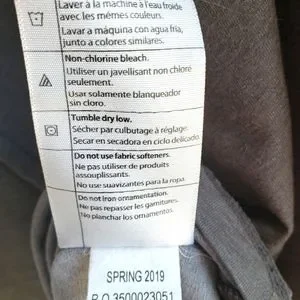 Laver à la machine à l'eau froide
avec les mêmes couleurs.
Lavar a máquina con agua fría,
junto a colores similares.
Non-chlorine bleach.
Utiliser un javellisant non chloré
seulement.
Usar solamente blanqueador
sin cloro.
Tumble dry low.
Sécher par culbutage à réglage
Secar en secadora en ciclo delicado.
Do not use fabric softeners.
Ne pas utiliser de produits
assouplissants.
No use suavizantes para la ropa.
Do not iron ornamentation.
Ne pas repasser les garnitures.
No planchar los ornamentos.
SPRING 2019
P.O. 3500023051